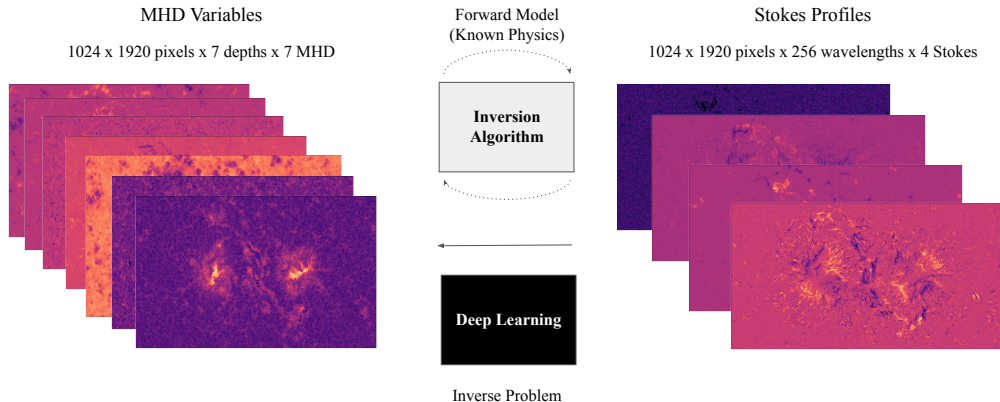 MHD Variables
1024 x 1920 pixels x 7 depths x 7 MHD
Forward Model
(Known Physics)
Inversion
Algorithm
Deep Learning
Inverse Problem
Stokes Profiles
1024 x 1920 pixels x 256 wavelengths x 4 Stokes